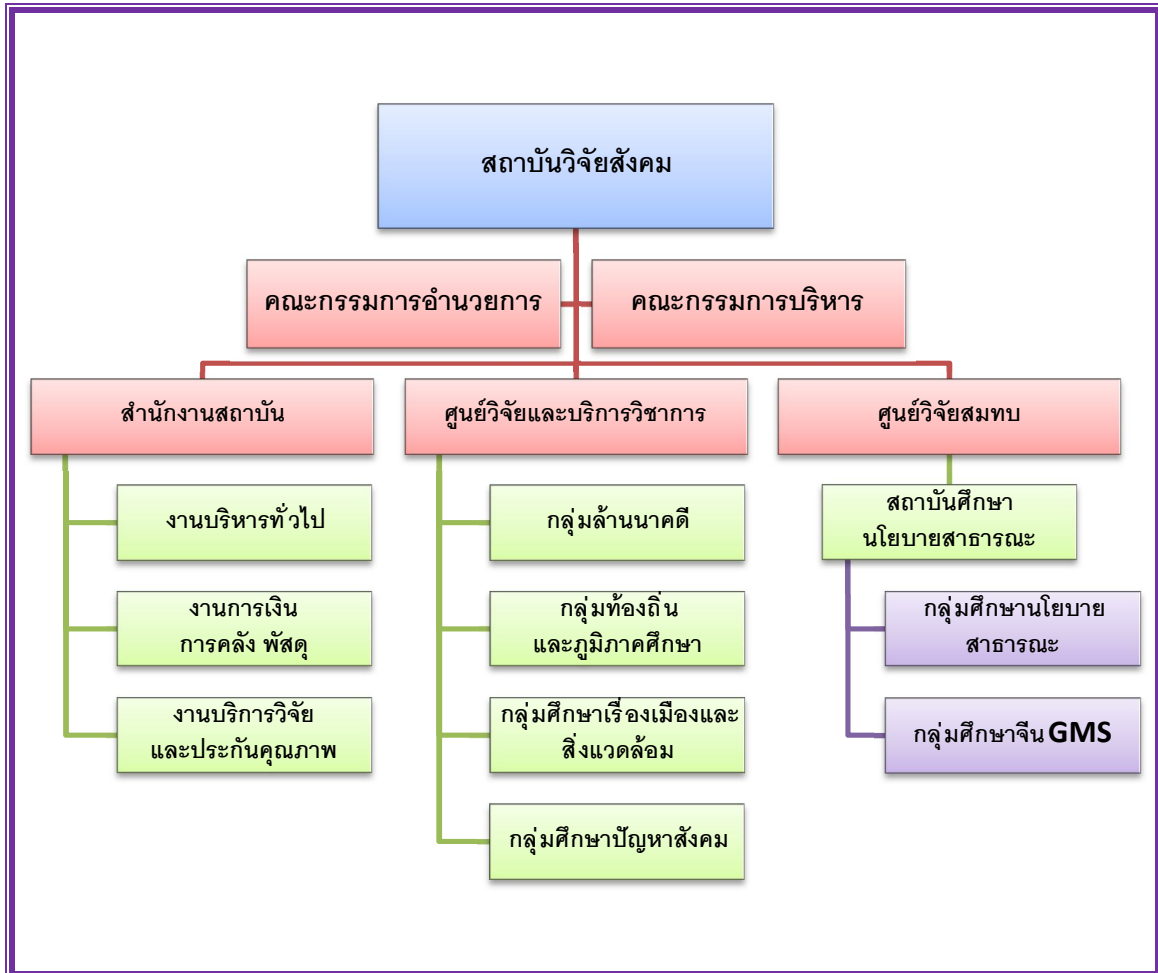 สถาบันวิจัยสังคม
คณะกรรมการอำนวยการ
คณะกรรมการบริหาร
สำนักงานสถาบัน
งานบริหารทั่วไป
งานการเงิน
การคลัง พัสดุ
งานบริการวิจัย
และประกันคุณภาพ
ศูนย์วิจัยและบริการวิชาการ
กลุ่มล้านนาคดี
กลุ่มท้องถิ่น
และภูมิภาคศึกษา
กลุ่มศึกษาเรื่องเมืองและ
สิ่งแวดล้อม
กลุ่มศึกษาปัญหาสังคม
ศูนย์วิจัยสมทบ
สถาบันศึกษา
นโยบายสาธารณะ
กลุ่มศึกษานโยบาย
สาธารณะ
กลุ่มศึกษาจีน GMS